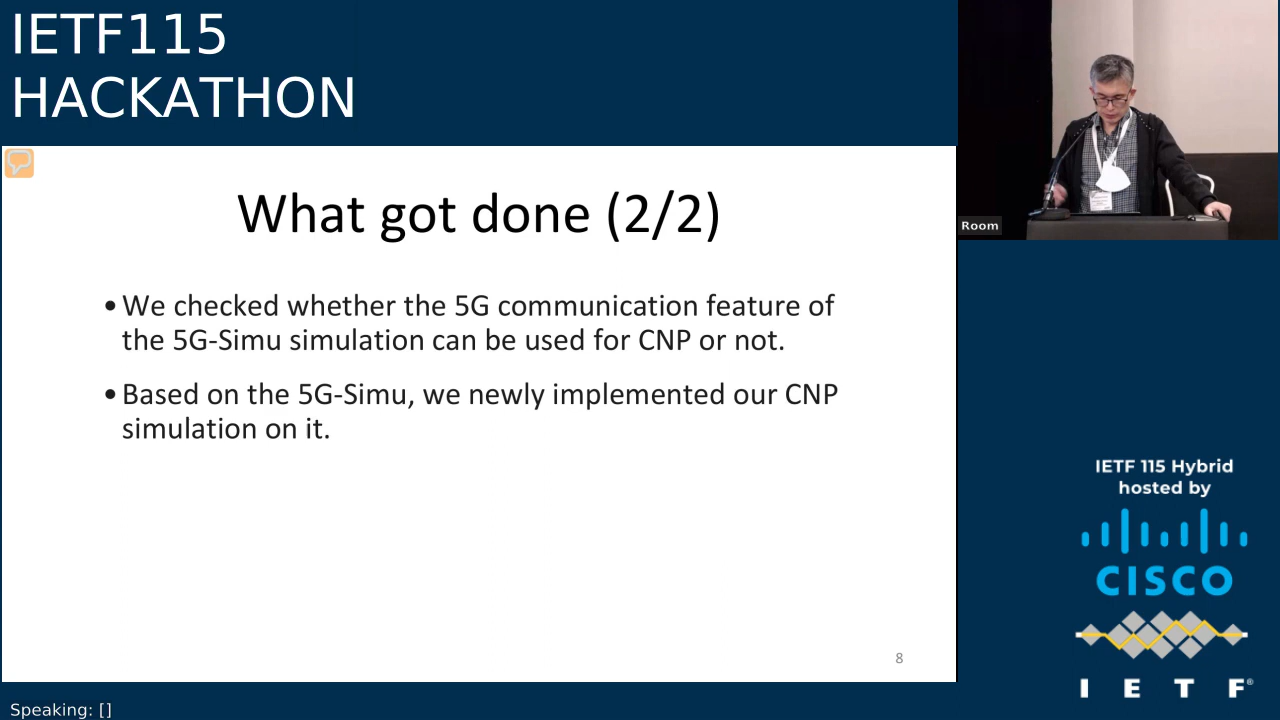 IETF115
HACKATHON
What got done (2/2)
•We checked whether the 5G communication feature of
the 5G-Simu simulation can be used for CNP or not.
•Based on the 5G-Simu, we newly implemented our CNP
simulation on it.
8
Room
IETF 115 Hybrid
hosted by
CISCO
I E T F®
Speaking: []